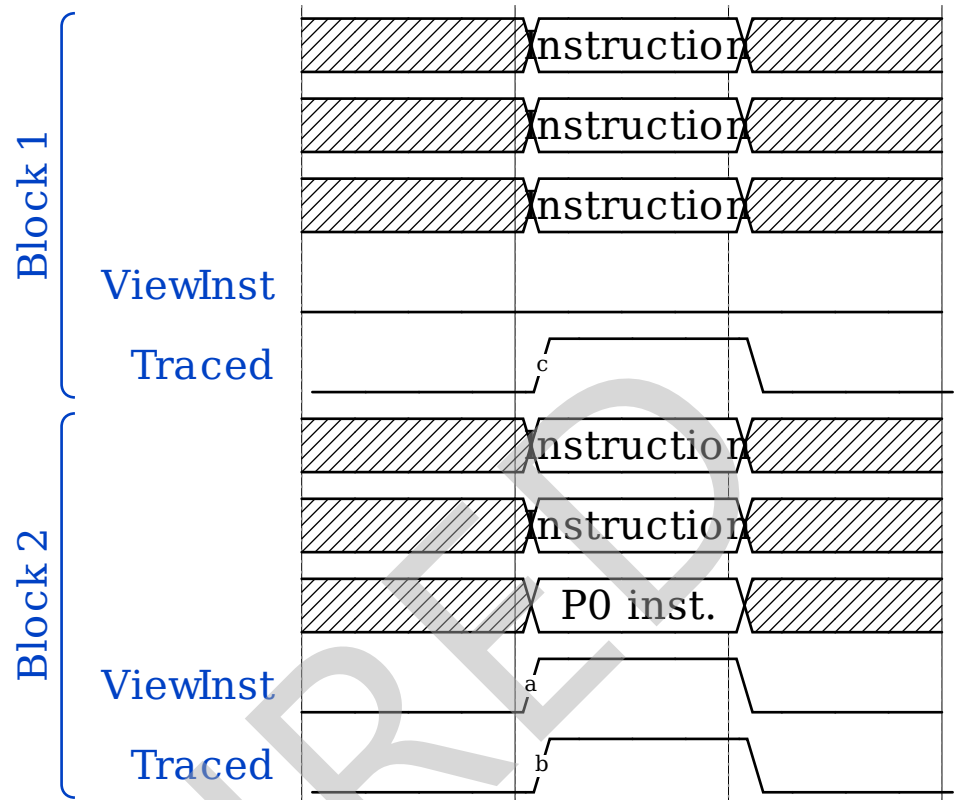 Block 1
Instruction
Instruction
Instruction
ViewInst
Traced
c
Block 2
Instruction
Instruction
P0 inst.
ViewInst
a
Traced
b